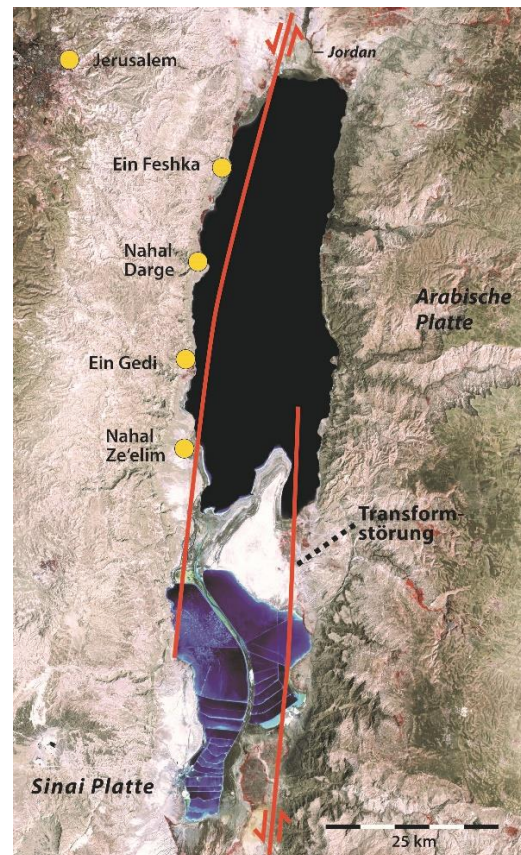 Jordan
Jerusalem
Ein Feshka
Nahal
Darge
Arabische
Platte
Ein Gedi
Nahal
Ze'elim
Transform-
störung
Sinai Platte
25 km